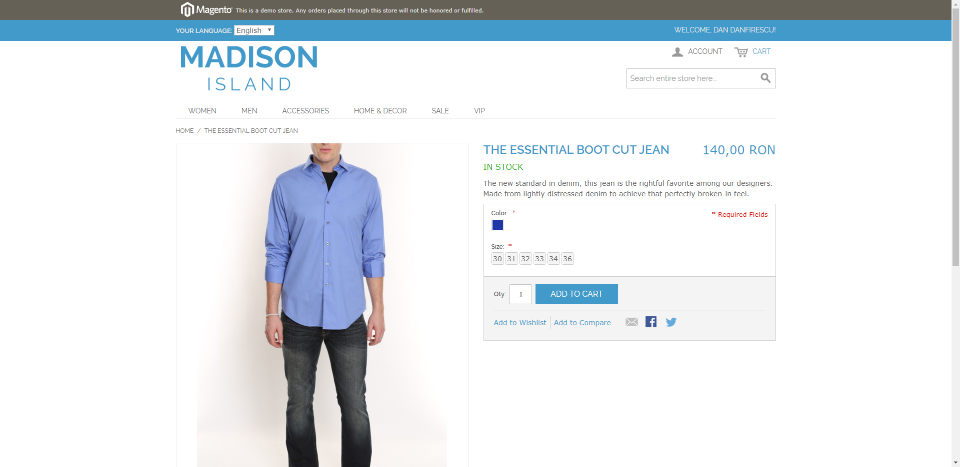 Magento® This is a demo store. Any orders placed through this store will not be honored or fulfilled.
YOUR LANGUAGE: English
WELCOME, DAN DANFIRESCU!
MADISON
ISLAND
ACCOUNT CART
Search entire store here...
WOMEN MEN ACCESSORIES HOME & DECOR SALE VIP
HOME / THE ESSENTIAL BOOT CUT JEAN
THE ESSENTIAL BOOT CUT JEAN 140,00 RON
IN STOCK
The new standard in denim, this jean is the rightful favorite among our designers.
Made from lightly distressed denim to achieve that perfectly broken-in feel.
Color: *
* Required Fields
Size: *
30 31 32 33 34 36
Qty: 1 ADD TO CART
Add to Wishlist Add to Compare